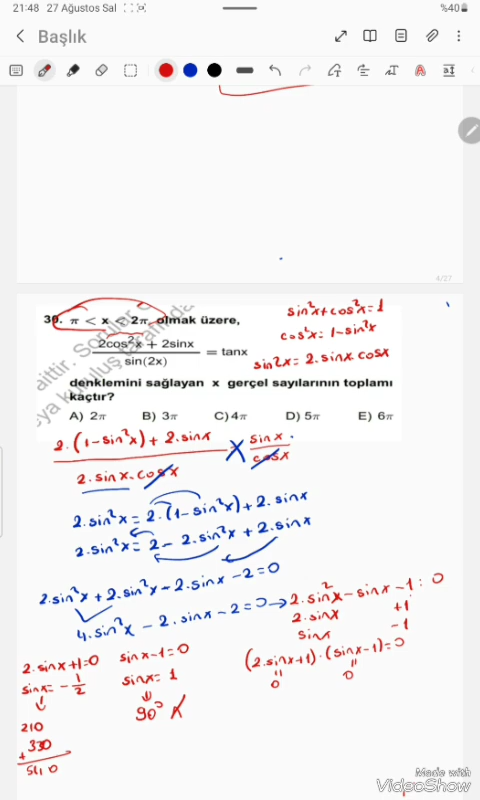 21:48 27 Ağustos Sal %40
Başlık
4/27
30. π < x < 2π olmak üzere,
(2cos²x + 2sinx) / sin(2x) = tanx
denklemini sağlayan x gerçel sayılarının toplamı
kaçtır?
A) 2π B) 3π C) 4π D) 5π E) 6π
sin²x+cos²x=1
cos²x=1-sin²x
sin2x=2.sinx cosx
2.(1-sin²x)+2.sinx / 2.sinx.cosx
sinx / cosx
2.sin²x=2.(1-sin²x)+2.sinx
2.sin²x=2-2.sin²x+2.sinx
2.sin²x+2.sin²x-2.sinx-2=0
4.sin²x-2.sinx-2=0→2.sin²x-sinx-1=0
2.sinx +1
sinx -1
(2.sinx+1).(sinx-1)=0
0 0
2.sinx+1=0
sinx=-1/2
210
+330
540
sinx-1=0
sinx=1
90°
Made with
VideoShow